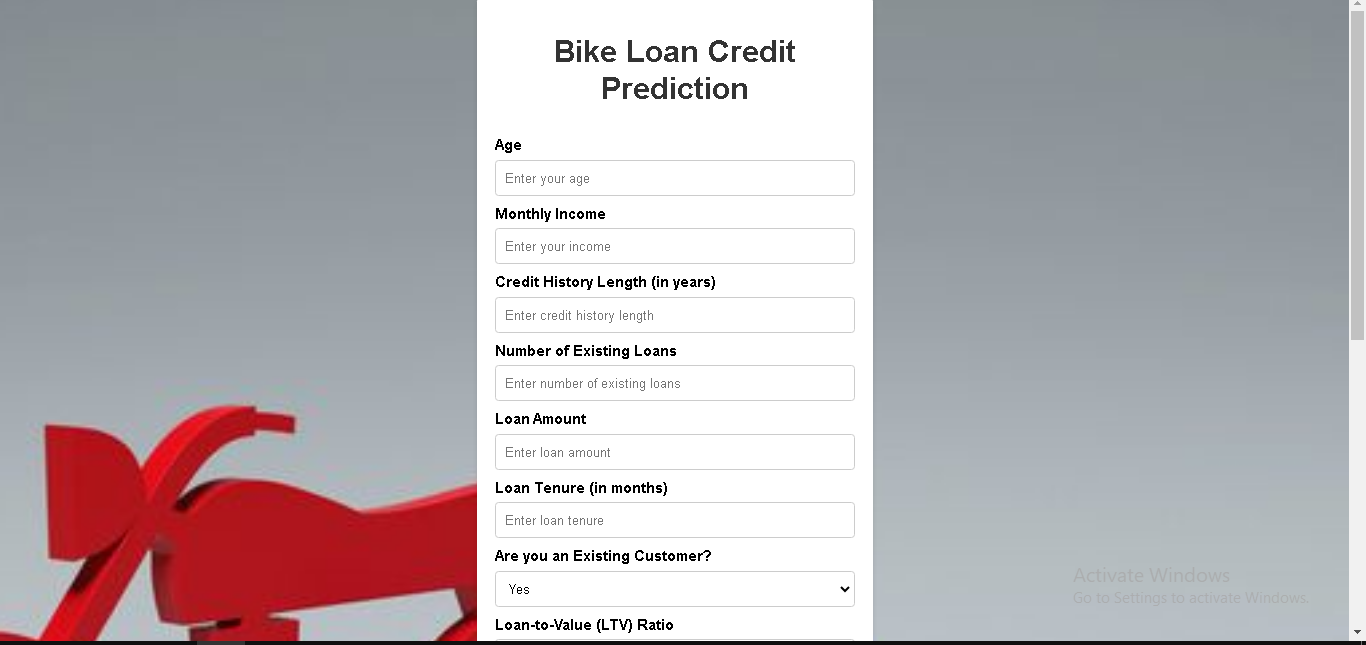 Bike Loan Credit
Prediction
Age
Enter your age
Monthly Income
Enter your income
Credit History Length (in years)
Enter credit history length
Number of Existing Loans
Enter number of existing loans
Loan Amount
Enter loan amount
Loan Tenure (in months)
Enter loan tenure
Are you an Existing Customer?
Yes
Loan-to-Value (LTV) Ratio
Activate Windows
Go to Settings to activate Windows.